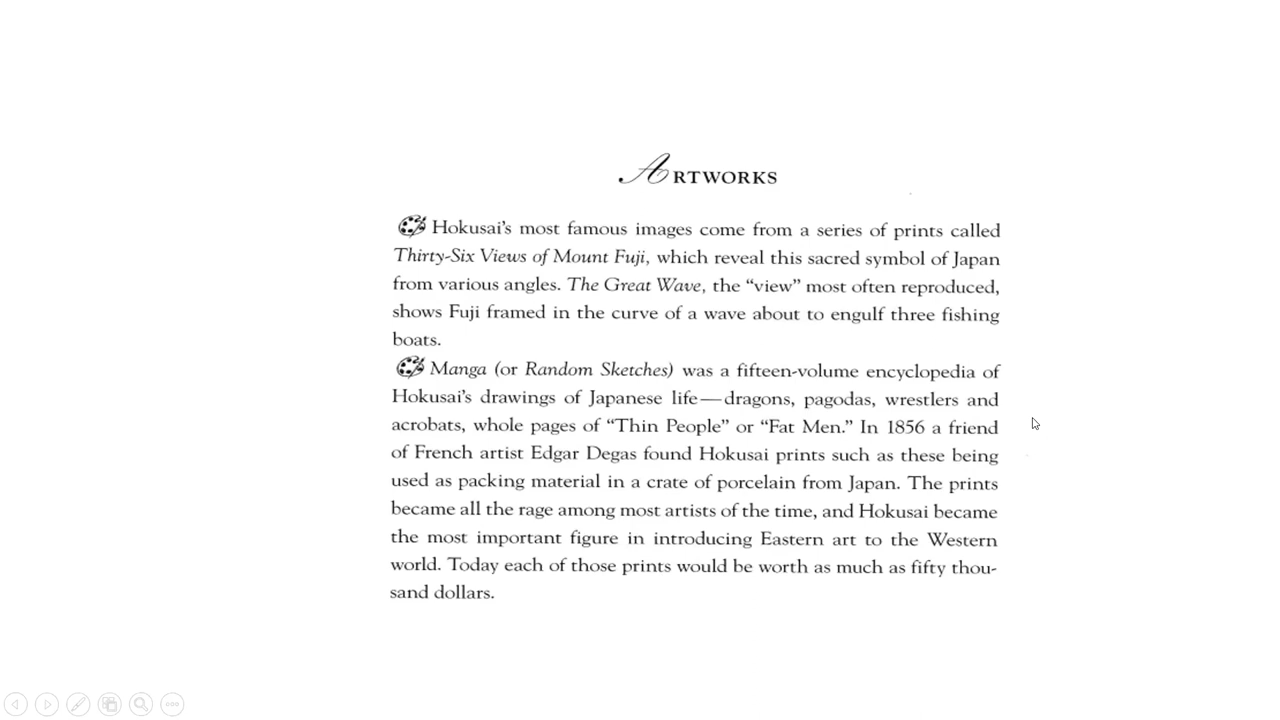 ARTWORKS
Hokusai's most famous images come from a series of prints called
Thirty-Six Views of Mount Fuji, which reveal this sacred symbol of Japan
from various angles. The Great Wave, the “view” most often reproduced,
shows Fuji framed in the curve of a wave about to engulf three fishing
boats.
Manga (or Random Sketches) was a fifteen-volume encyclopedia of
Hokusai's drawings of Japanese life—dragons, pagodas, wrestlers and
acrobats, whole pages of “Thin People” or “Fat Men.” In 1856 a friend
of French artist Edgar Degas found Hokusai prints such as these being
used as packing material in a crate of porcelain from Japan. The prints
became all the rage among most artists of the time, and Hokusai became
the most important figure in introducing Eastern art to the Western
world. Today each of those prints would be worth as much as fifty thou-
sand dollars.